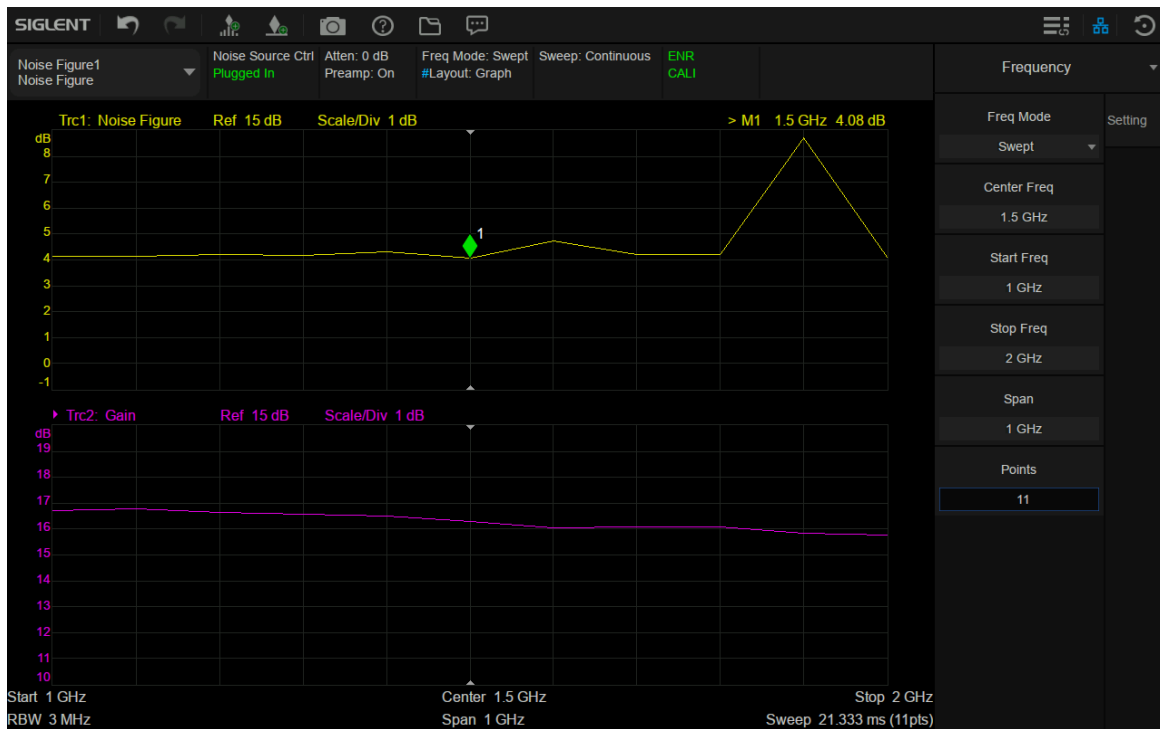 SIGLENT
Noise Figure1
Noise Figure
Noise Source Ctrl
Plugged In
Atten: 0 dB
Preamp: On
Freq Mode: Swept
#Layout: Graph
Sweep: Continuous
ENR
CALI
Frequency
Setting
Freq Mode
Swept
Center Freq
1.5 GHz
Start Freq
1 GHz
Stop Freq
2 GHz
Span
1 GHz
Points
11
Trc1: Noise Figure Ref 15 dB Scale/Div 1 dB > M1 1.5 GHz 4.08 dB
dB
8
7
6
5
4
3
2
1
0
-1
1
Trc2: Gain Ref 15 dB Scale/Div 1 dB
dB
19
18
17
16
15
14
13
12
11
10
Start 1 GHz Center 1.5 GHz Stop 2 GHz
RBW 3 MHz Span 1 GHz Sweep 21.333 ms (11pts)